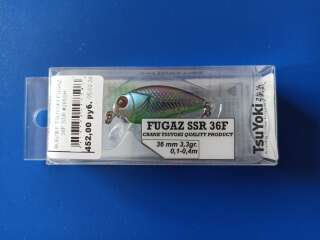 FUGAZ SSR 36F
CRANK TSUYOKI QUALITY PRODUCT
36 mm 3,3gr.
0,1-0,4m
TsuYoki
452,00 руб.